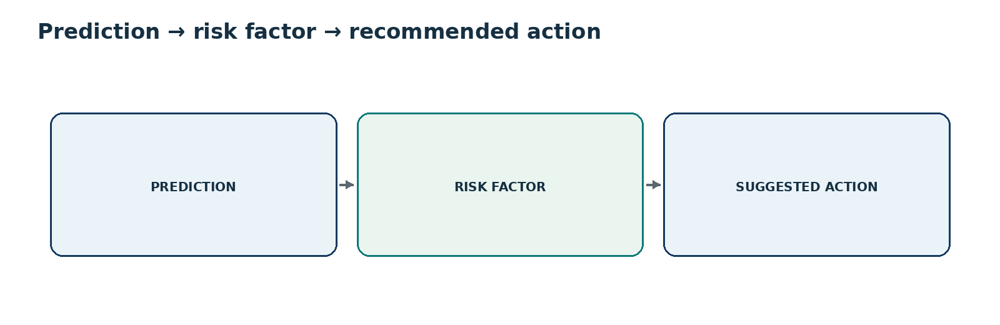 Prediction → risk factor → recommended action
PREDICTION
RISK FACTOR
SUGGESTED ACTION